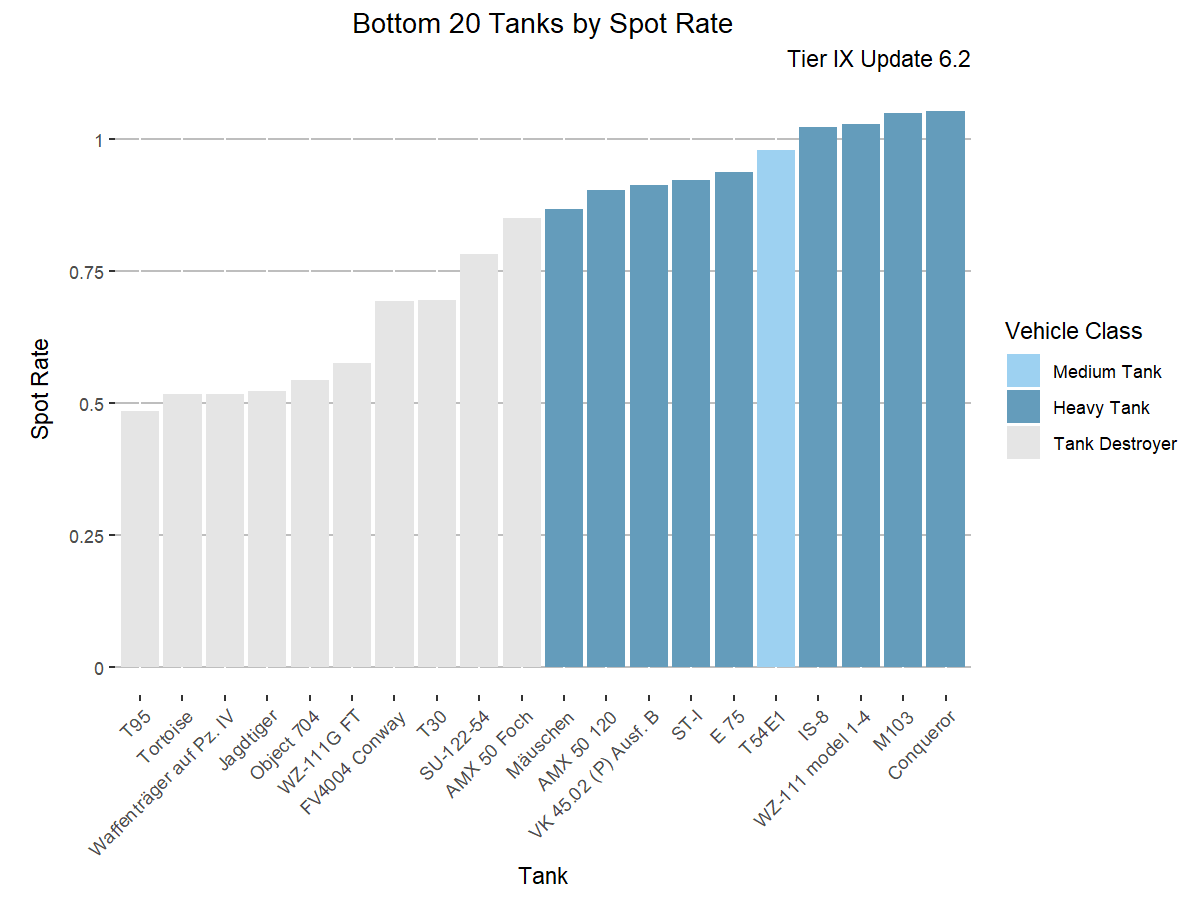 Bottom 20 Tanks by Spot Rate
Tier IX Update 6.2
1
0.75
0.5
0.25
0
Spot Rate
T95
Tortoise
Waffenträger auf Pz. IV
Jagdtiger
Object 704
WZ-111G FT
FV4004 Conway
T30
SU-122-54
AMX 50 Foch
Mäuschen
AMX 50 120
VK 45.02 (P) Ausf. B
ST-I
E 75
T54E1
IS-8
WZ-111 model 1-4
M103
Conqueror
Tank
Vehicle Class
Medium Tank
Heavy Tank
Tank Destroyer